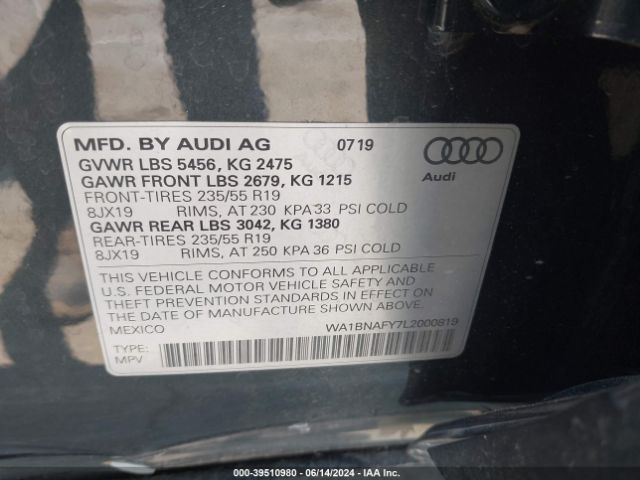 MFD. BY AUDI AG 0719
GVWR LBS 5456, KG 2475
GAWR FRONT LBS 2679, KG 1215
Audi
FRONT-TIRES 235/55 R19
8JX19 RIMS, AT 230 KPA 33 PSI COLD
GAWR REAR LBS 3042, KG 1380
REAR-TIRES 235/55 R19
8JX19 RIMS, AT 250 KPA 36 PSI COLD
THIS VEHICLE CONFORMS TO ALL APPLICABLE
U.S. FEDERAL MOTOR VEHICLE SAFETY AND
THEFT PREVENTION STANDARDS IN EFFECT ON
THE DATE OF MANUFACTURE SHOWN ABOVE
MEXICO WA1BNAFY7L2000819
TYPE:
MPV
000-39510980 - 06/14/2024 - IAA Inc.